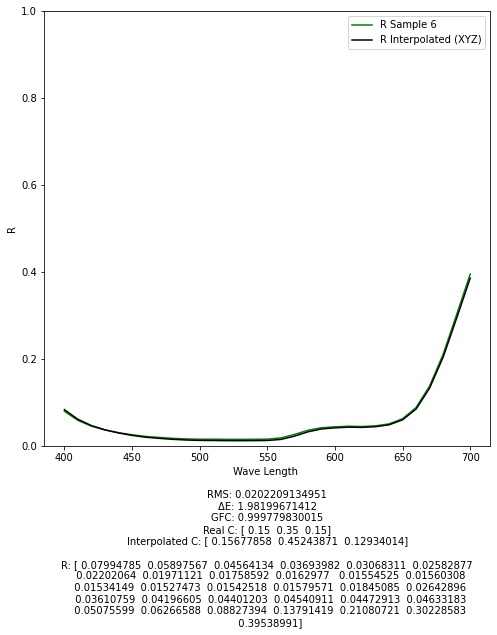 1.0
R Sample 6
R Interpolated (XYZ)
0.8
0.6
R
0.4
0.2
0.0
400 450 500 550 600 650 700
Wave Length
RMS: 0.0202209134951
ΔE: 1.98199671412
GFC: 0.999779830015
Real C: [ 0.15  0.35  0.15]
Interpolated C: [ 0.15677858  0.45243871  0.12934014]
R: [ 0.07994785  0.05897567  0.04564134  0.03693982  0.03068311  0.02582877
0.02202064  0.01971121  0.01758592  0.0162977   0.01554525  0.01560308
0.01534149  0.01527473  0.01542518  0.01579571  0.01845085  0.02642896
0.03610759  0.04196605  0.04401203  0.04540911  0.04472913  0.04633183
0.05075599  0.06266588  0.08827394  0.13791419  0.21080721  0.30228583
0.39538991]